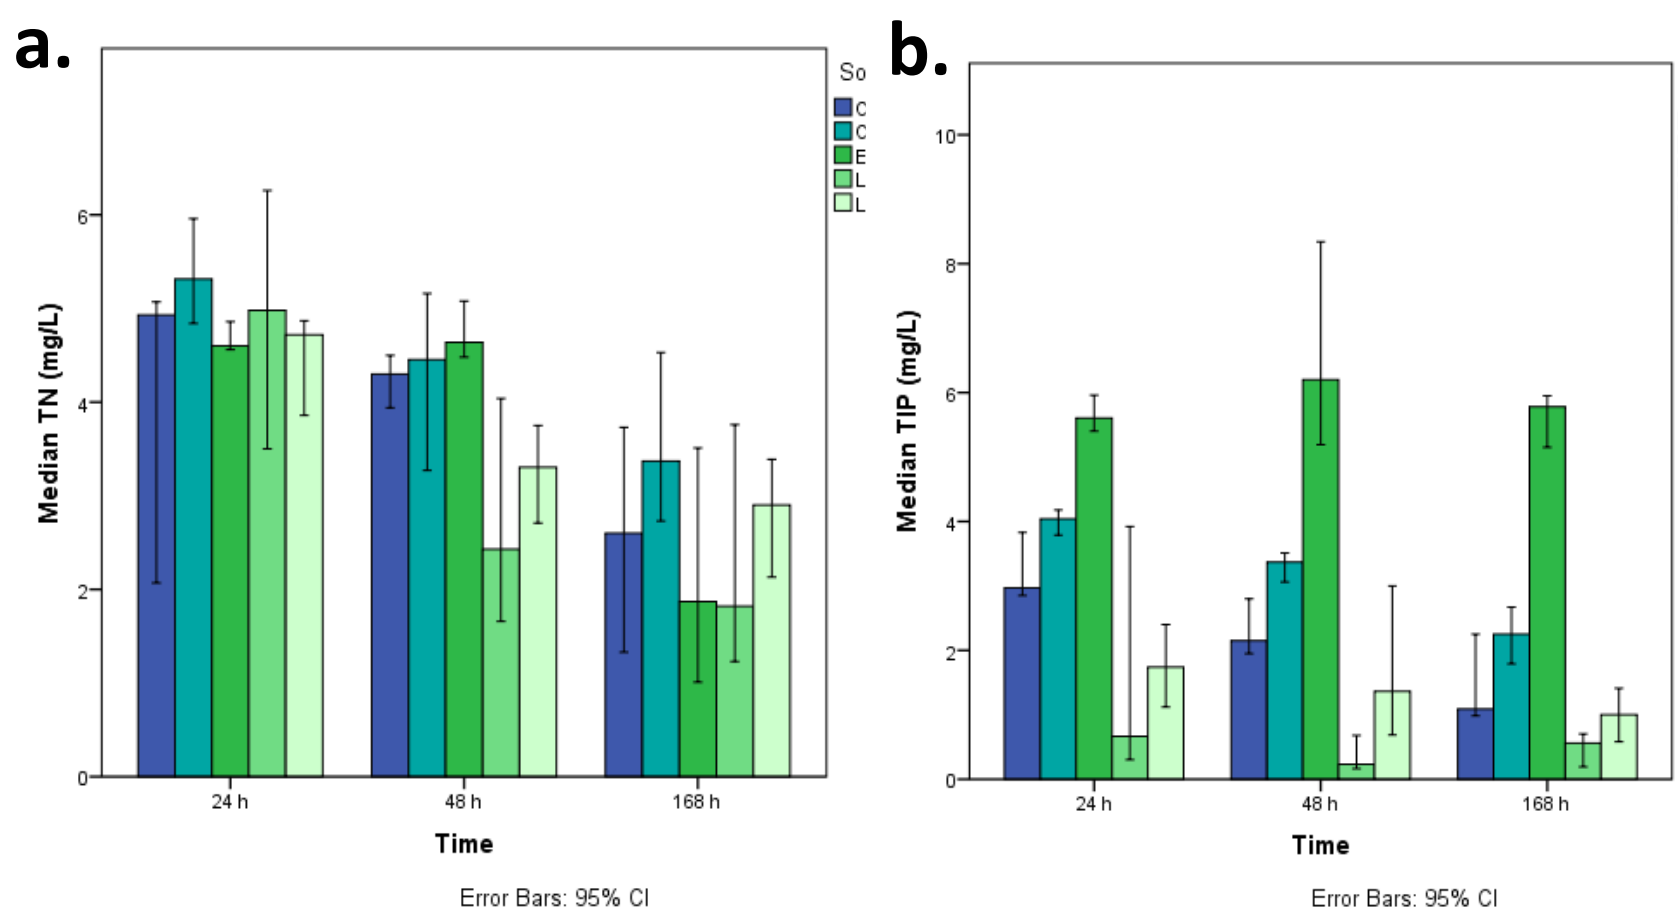 a.
Median TN (mg/L)
6
4
2
0
24 h
48 h
168 h
Time
Error Bars: 95% CI
So
E
L
L
b.
Median TIP (mg/L)
10
8
6
4
2
0
24 h
48 h
168 h
Time
Error Bars: 95% CI